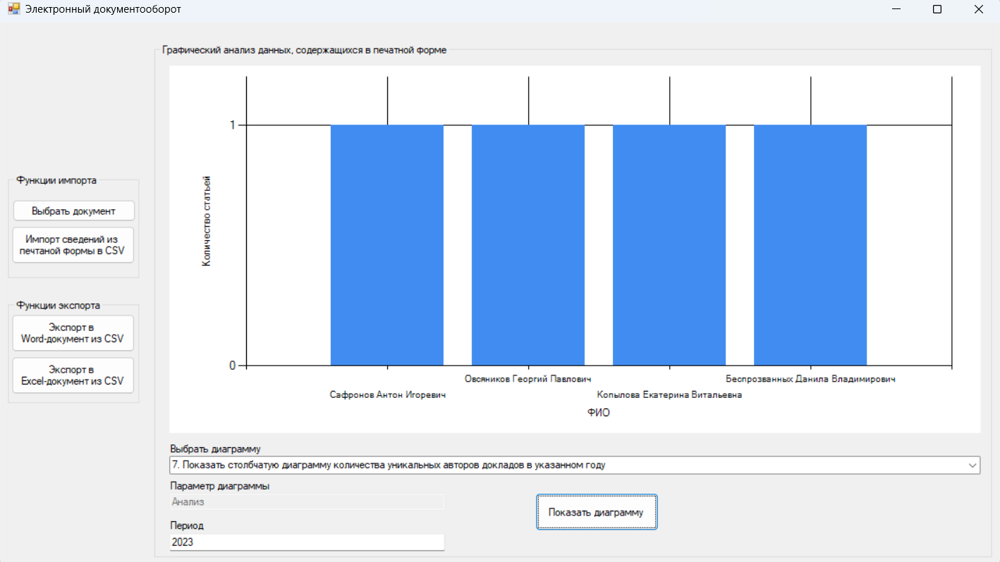 Электронный документооборот
Графический анализ данных, содержащихся в печатной форме
1
Количество статьей
0
Овсяников Георгий Павлович
Беспрозванных Данила Владимирович
Сафронов Антон Игоревич
Копылова Екатерина Витальевна
ФИО
Функции импорта
Выбрать документ
Импорт сведений из
печтаной формы в CSV
Функции экспорта
Экспорт в
Word-документ из CSV
Экспорт в
Excel-документ из CSV
Выбрать диаграмму
7. Показать столбчатую диаграмму количества уникальных авторов докладов в указанном году
Параметр диаграммы
Анализ
Показать диаграмму
Период
2023